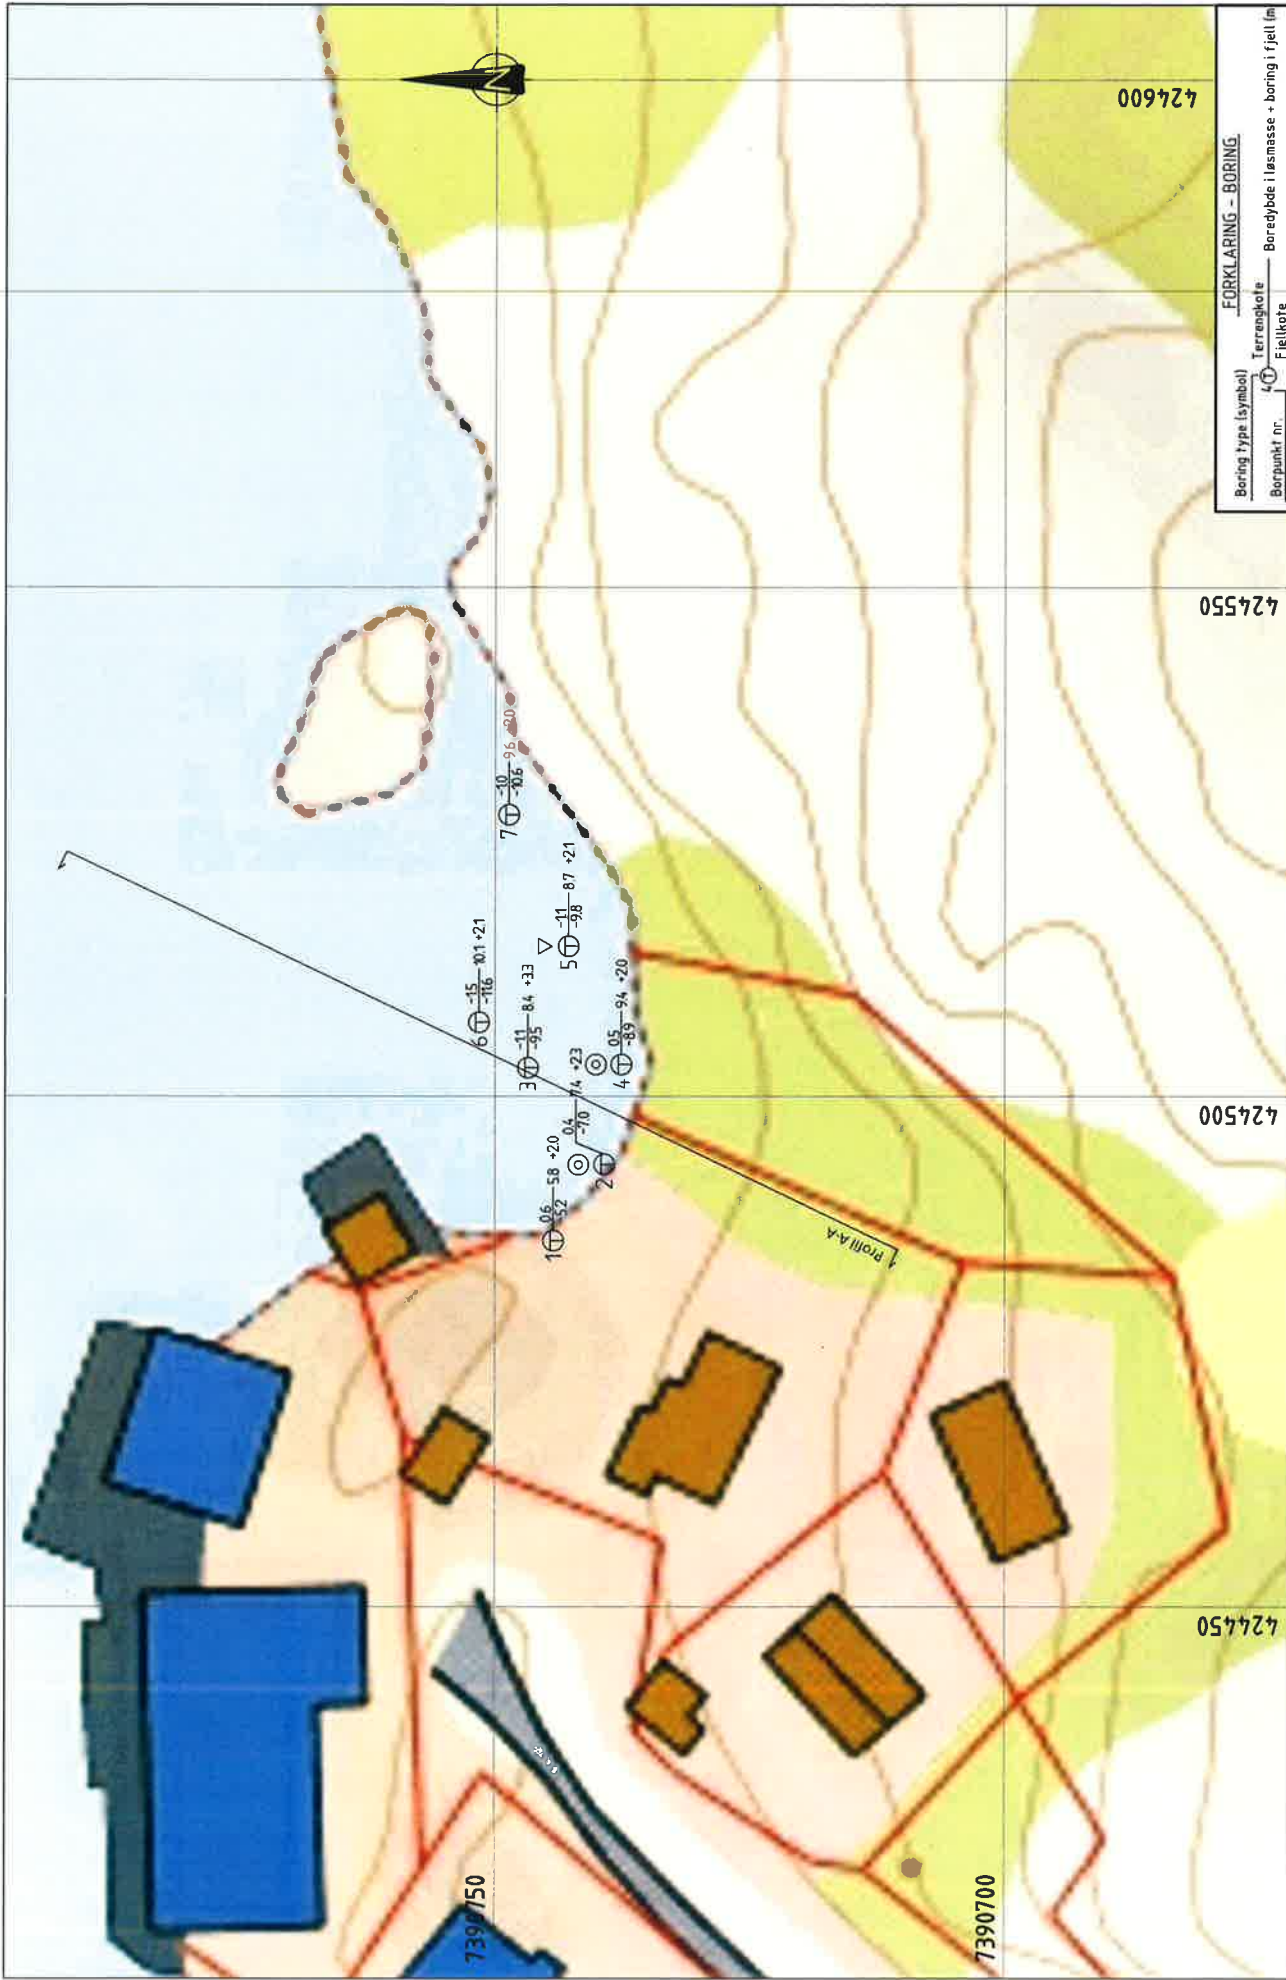 N
424600
424550
424500
424450
7390700
6 -1.5 10.1 +2.1
-11.6
7 -1.0 9.6 +2.0
-10.6
3 -1.1 8.4 +3.3
-9.5
5 -1.1 8.7 +2.1
-9.8
1 0.6 5.8 +2.0
-5.2
2 0.4 7.4 +2.3
-7.0
4 0.5 9.4 +2.0
-8.9
Profil A-A
FORKLARING - BORING
Boring type (symbol)
Terrengkote
Borpunkt nr. 4 T Boredybde i løsmasse + boring i fjell (m
Fjellkote